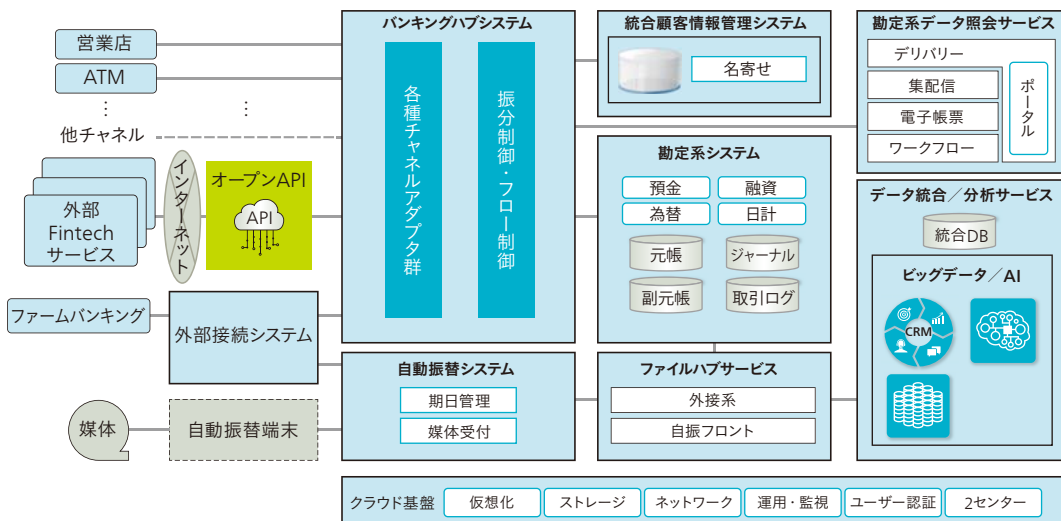 営業店
ATM
⋮
⋮
他チャネル
外部
Fintech
サービス
インターネット
オープンAPI
API
ファームバンキング
外部接続システム
媒体
自動振替端末
バンキングハブシステム
各種チャネルアダプタ群
振分制御・フロー制御
自動振替システム
期日管理
媒体受付
統合顧客情報管理システム
名寄せ
勘定系システム
預金
融資
為替
日計
元帳
ジャーナル
副元帳
取引ログ
ファイルハブサービス
外接系
自振フロント
勘定系データ照会サービス
デリバリー
集配信
電子帳票
ワークフロー
ポータル
データ統合／分析サービス
統合DB
ビッグデータ／AI
CRM
クラウド基盤
仮想化
ストレージ
ネットワーク
運用・監視
ユーザー認証
2センター